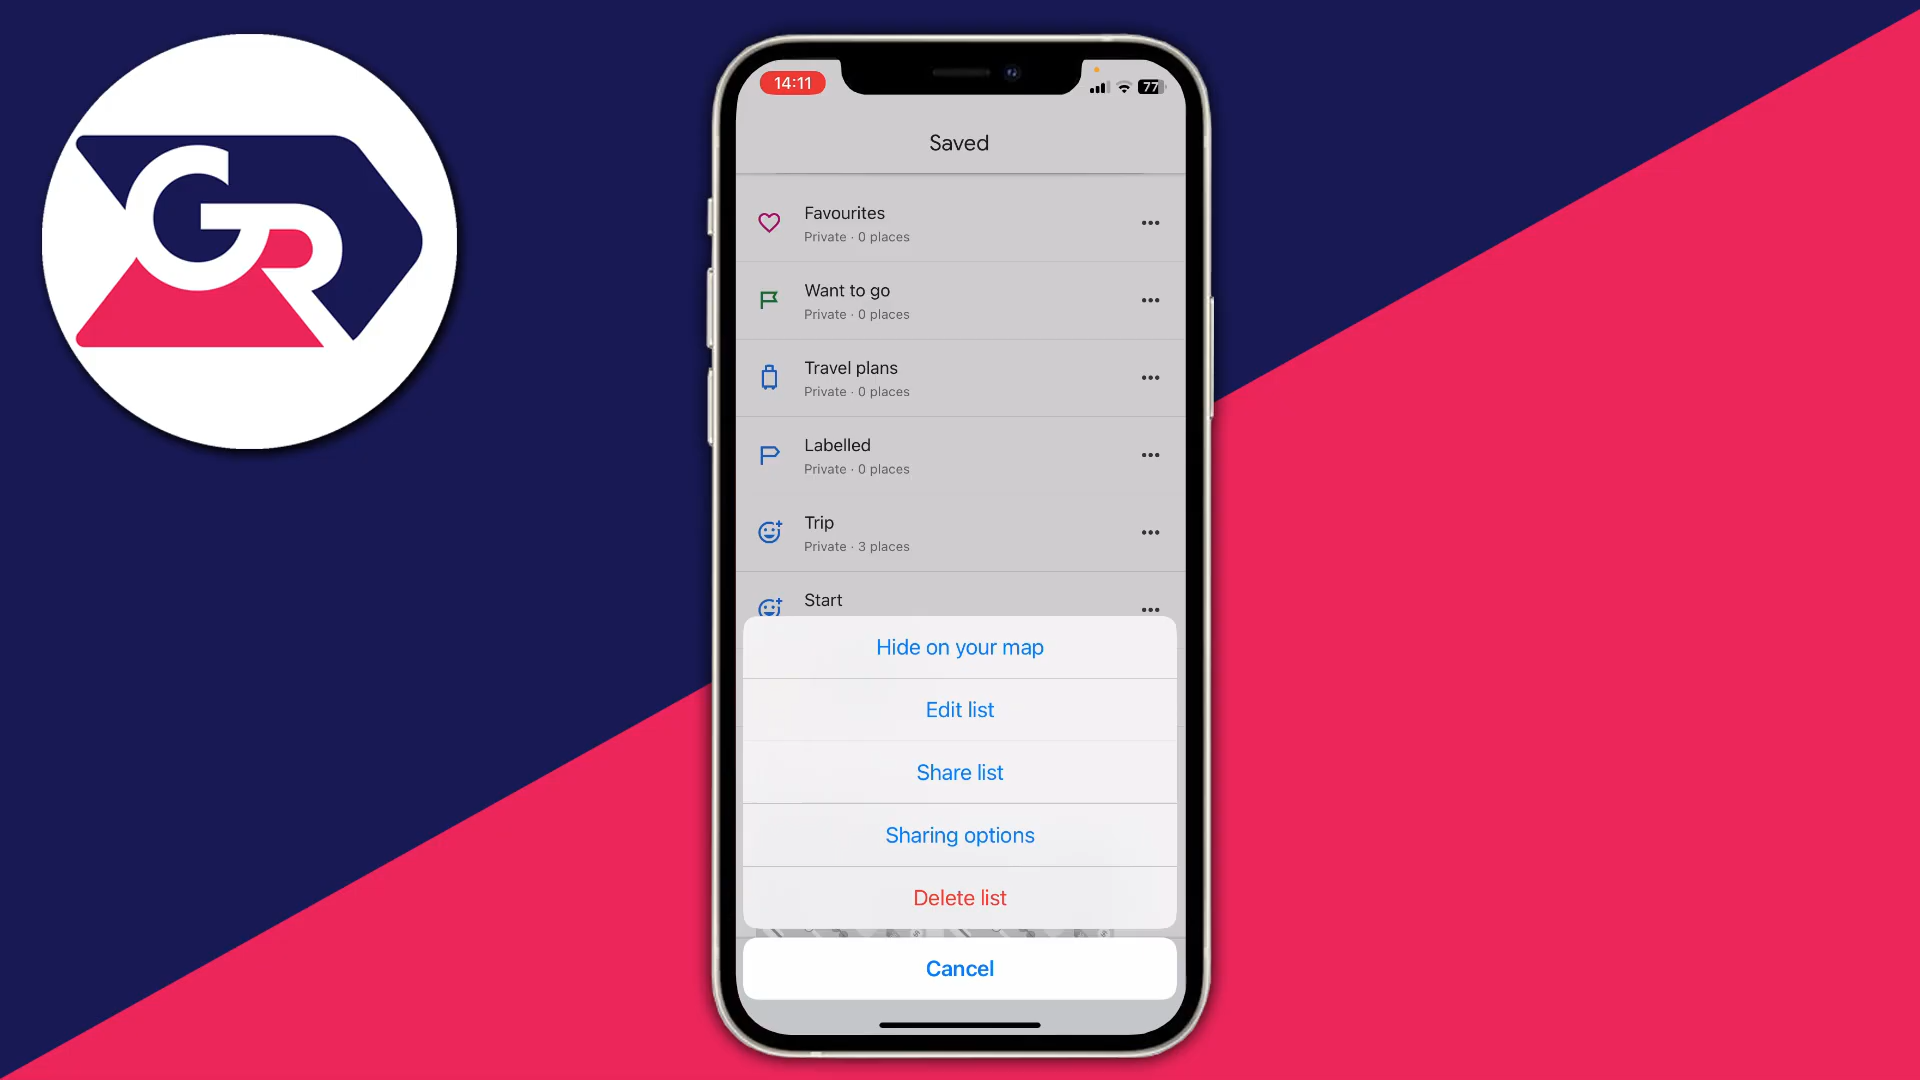 GR
14:11
77
Saved
Favourites
Private · 0 places
Want to go
Private · 0 places
Travel plans
Private · 0 places
Labelled
Private · 0 places
Trip
Private · 3 places
Start
Hide on your map
Edit list
Share list
Sharing options
Delete list
Cancel